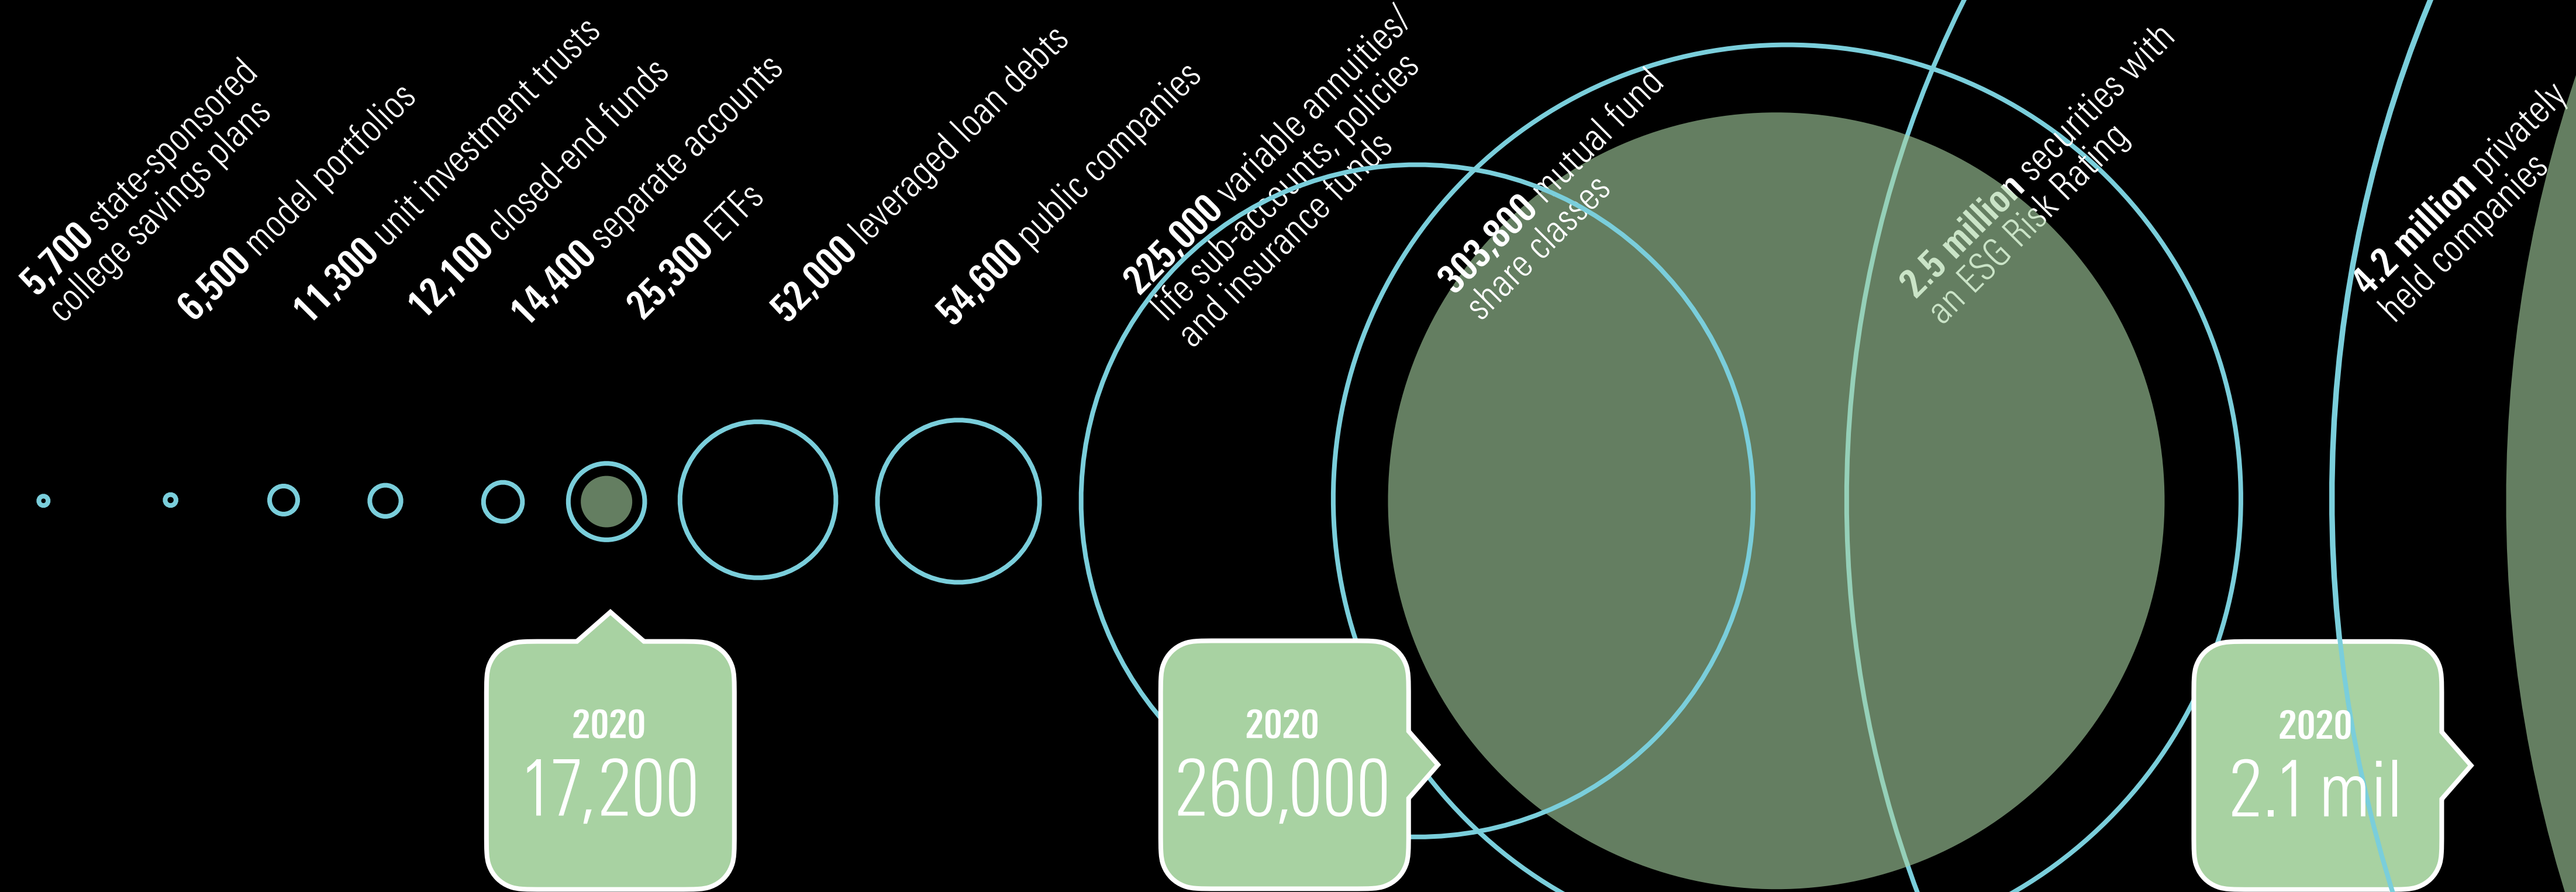 5,700 state-sponsored
college savings plans
6,500 model portfolios
11,300 unit investment trusts
12,100 closed-end funds
14,400 separate accounts
25,300 ETFs
52,000 leveraged loan debts
54,600 public companies
225,000 variable annuities/
life sub-accounts, policies
and insurance funds
303,800 mutual fund
share classes
2.5 million securities with
an ESG Risk Rating
4.2 million privately
held companies
2020
17,200
2020
260,000
2020
2.1 mil